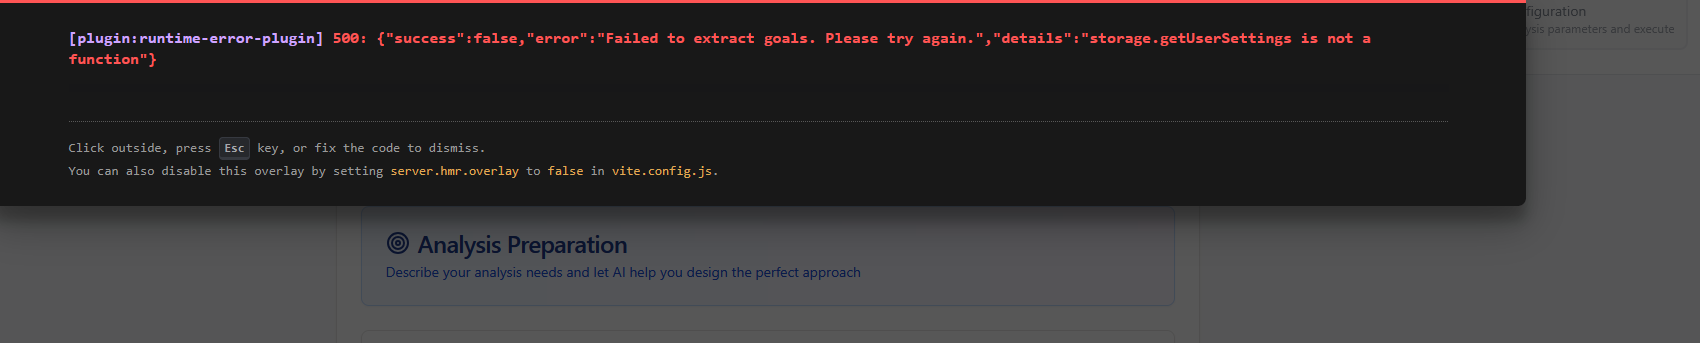 [plugin:runtime-error-plugin] 500: {"success":false,"error":"Failed to extract goals. Please try again.","details":"storage.getUserSettings is not a
function"}
Click outside, press Esc key, or fix the code to dismiss.
You can also disable this overlay by setting server.hmr.overlay to false in vite.config.js.
figuration
ysis parameters and execute
Analysis Preparation
Describe your analysis needs and let AI help you design the perfect approach